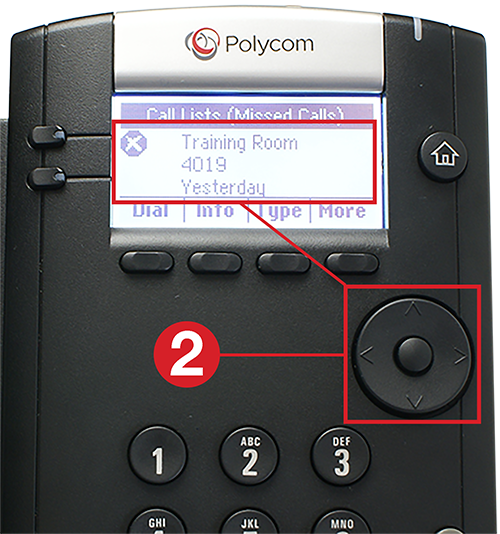 Polycom
Call Lists (Missed Calls)
Training Room
4019
Yesterday
Dial Info Type More
2
1
ABC
2
DEF
3
GHI
JKL
MNO